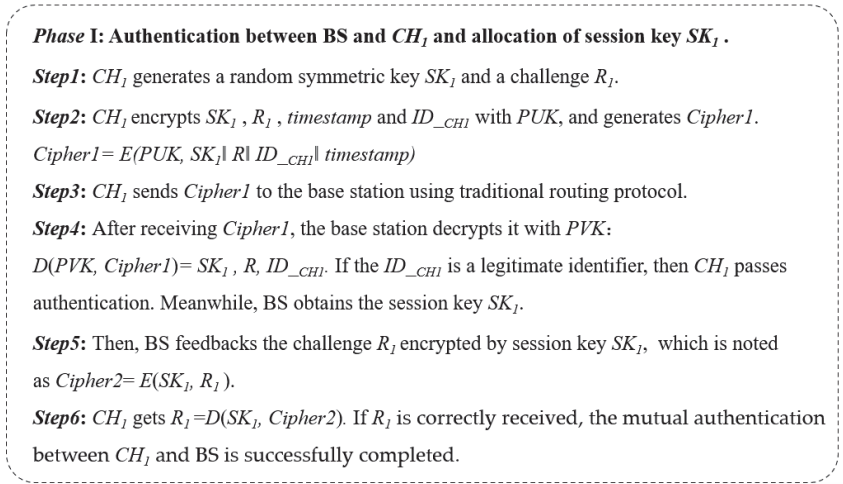 Phase I: Authentication between BS and CH₁ and allocation of session key SK₁ .
Step1: CH₁ generates a random symmetric key SK₁ and a challenge R₁.
Step2: CH₁ encrypts SK₁ , R₁ , timestamp and ID_CH1 with PUK, and generates Cipher1.
Cipher1= E(PUK, SK₁‖ R‖ ID_CH1‖ timestamp)
Step3: CH₁ sends Cipher1 to the base station using traditional routing protocol.
Step4: After receiving Cipher1, the base station decrypts it with PVK:
D(PVK, Cipher1)= SK₁ , R, ID_CH1. If the ID_CH1 is a legitimate identifier, then CH₁ passes
authentication. Meanwhile, BS obtains the session key SK₁.
Step5: Then, BS feedbacks the challenge R₁ encrypted by session key SK₁, which is noted
as Cipher2= E(SK₁, R₁ ).
Step6: CH₁ gets R₁ =D(SK₁, Cipher2). If R₁ is correctly received, the mutual authentication
between CH₁ and BS is successfully completed.